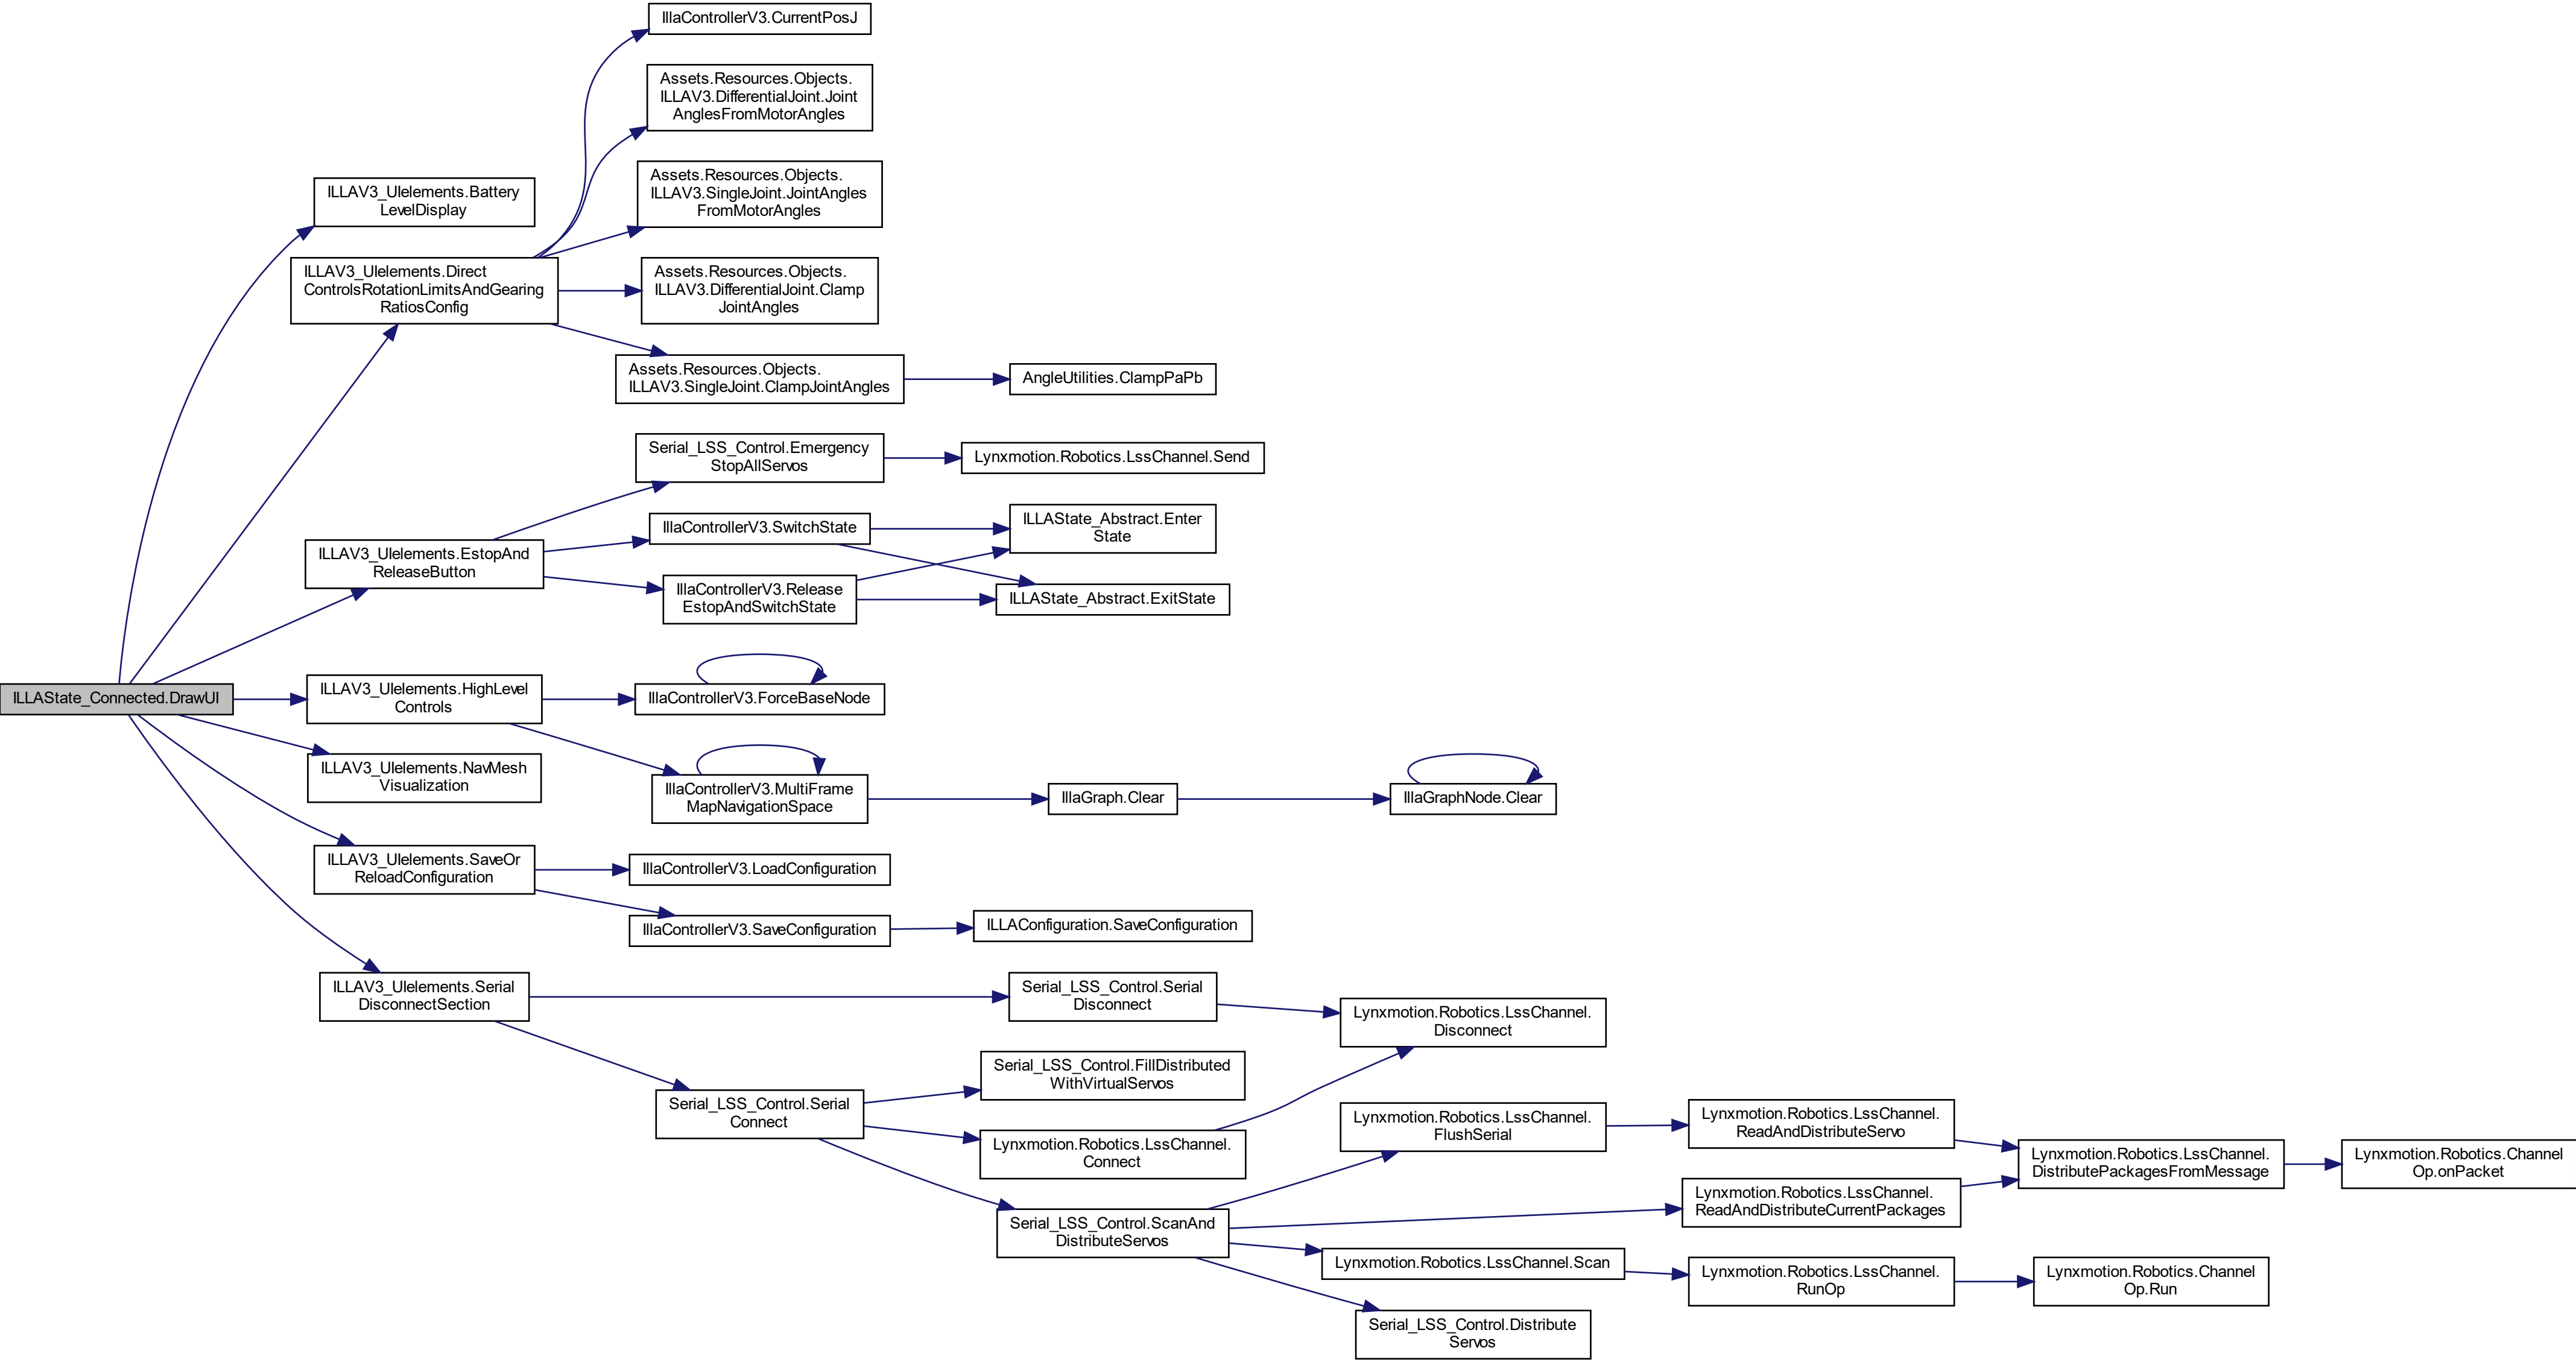 IllaControllerV3.CurrentPosJ
Assets.Resources.Objects.
ILLAV3.DifferentialJoint.Joint
AnglesFromMotorAngles
Assets.Resources.Objects.
ILLAV3.SingleJoint.JointAngles
FromMotorAngles
ILLAV3_UIelements.Battery
LevelDisplay
ILLAV3_UIelements.Direct
ControlsRotationLimitsAndGearing
RatiosConfig
Assets.Resources.Objects.
ILLAV3.DifferentialJoint.Clamp
JointAngles
Assets.Resources.Objects.
ILLAV3.SingleJoint.ClampJointAngles
AngleUtilities.ClampPaPb
Serial_LSS_Control.Emergency
StopAllServos
Lynxmotion.Robotics.LssChannel.Send
ILLAV3_UIelements.EstopAnd
ReleaseButton
IllaControllerV3.SwitchState
ILLAState_Abstract.Enter
State
IllaControllerV3.Release
EstopAndSwitchState
ILLAState_Abstract.ExitState
ILLAState_Connected.DrawUI
ILLAV3_UIelements.HighLevel
Controls
IllaControllerV3.ForceBaseNode
ILLAV3_UIelements.NavMesh
Visualization
IllaControllerV3.MultiFrame
MapNavigationSpace
IllaGraph.Clear
IllaGraphNode.Clear
ILLAV3_UIelements.SaveOr
ReloadConfiguration
IllaControllerV3.LoadConfiguration
IllaControllerV3.SaveConfiguration
ILLAConfiguration.SaveConfiguration
ILLAV3_UIelements.Serial
DisconnectSection
Serial_LSS_Control.Serial
Disconnect
Lynxmotion.Robotics.LssChannel.
Disconnect
Serial_LSS_Control.Serial
Connect
Serial_LSS_Control.FillDistributed
WithVirtualServos
Lynxmotion.Robotics.LssChannel.
Connect
Lynxmotion.Robotics.LssChannel.
FlushSerial
Lynxmotion.Robotics.LssChannel.
ReadAndDistributeServo
Lynxmotion.Robotics.LssChannel.
DistributePackagesFromMessage
Lynxmotion.Robotics.Channel
Op.onPacket
Lynxmotion.Robotics.LssChannel.
ReadAndDistributeCurrentPackages
Serial_LSS_Control.ScanAnd
DistributeServos
Lynxmotion.Robotics.LssChannel.Scan
Lynxmotion.Robotics.LssChannel.
RunOp
Lynxmotion.Robotics.Channel
Op.Run
Serial_LSS_Control.Distribute
Servos